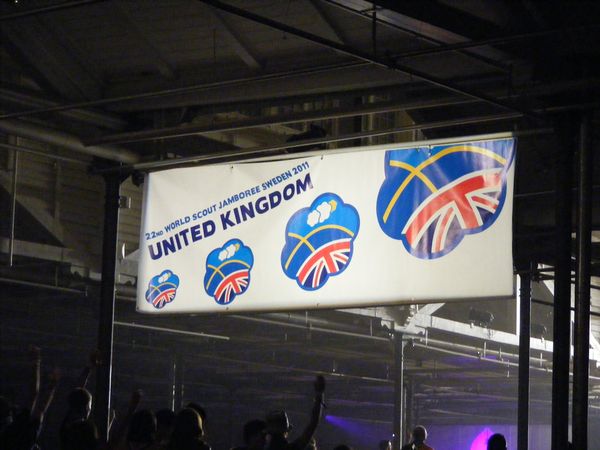 22ND WORLD SCOUT JAMBOREE SWEDEN 2011
UNITED KINGDOM